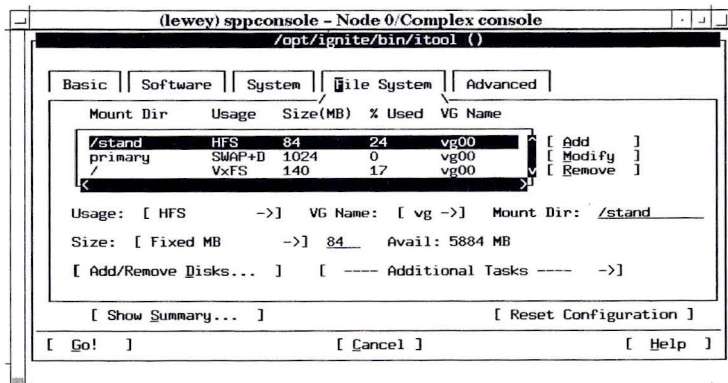 (lewey) sppconsole – Node 0/Complex console
/opt/ignite/bin/itool ()
Basic Software System File System Advanced
Mount Dir Usage Size(MB) % Used VG Name
/stand HFS 84 24 vg00 [ Add ]
primary SWAP+D 1024 0 vg00 [ Modify ]
/ VxFS 140 17 vg00 [ Remove ]
Usage: [ HFS ->] VG Name: [ vg ->] Mount Dir: /stand
Size: [ Fixed MB ->] 84 Avail: 5884 MB
[ Add/Remove Disks... ] [ ---- Additional Tasks ---- ->]
[ Show Summary... ] [ Reset Configuration ]
[ Go! ] [ Cancel ] [ Help ]